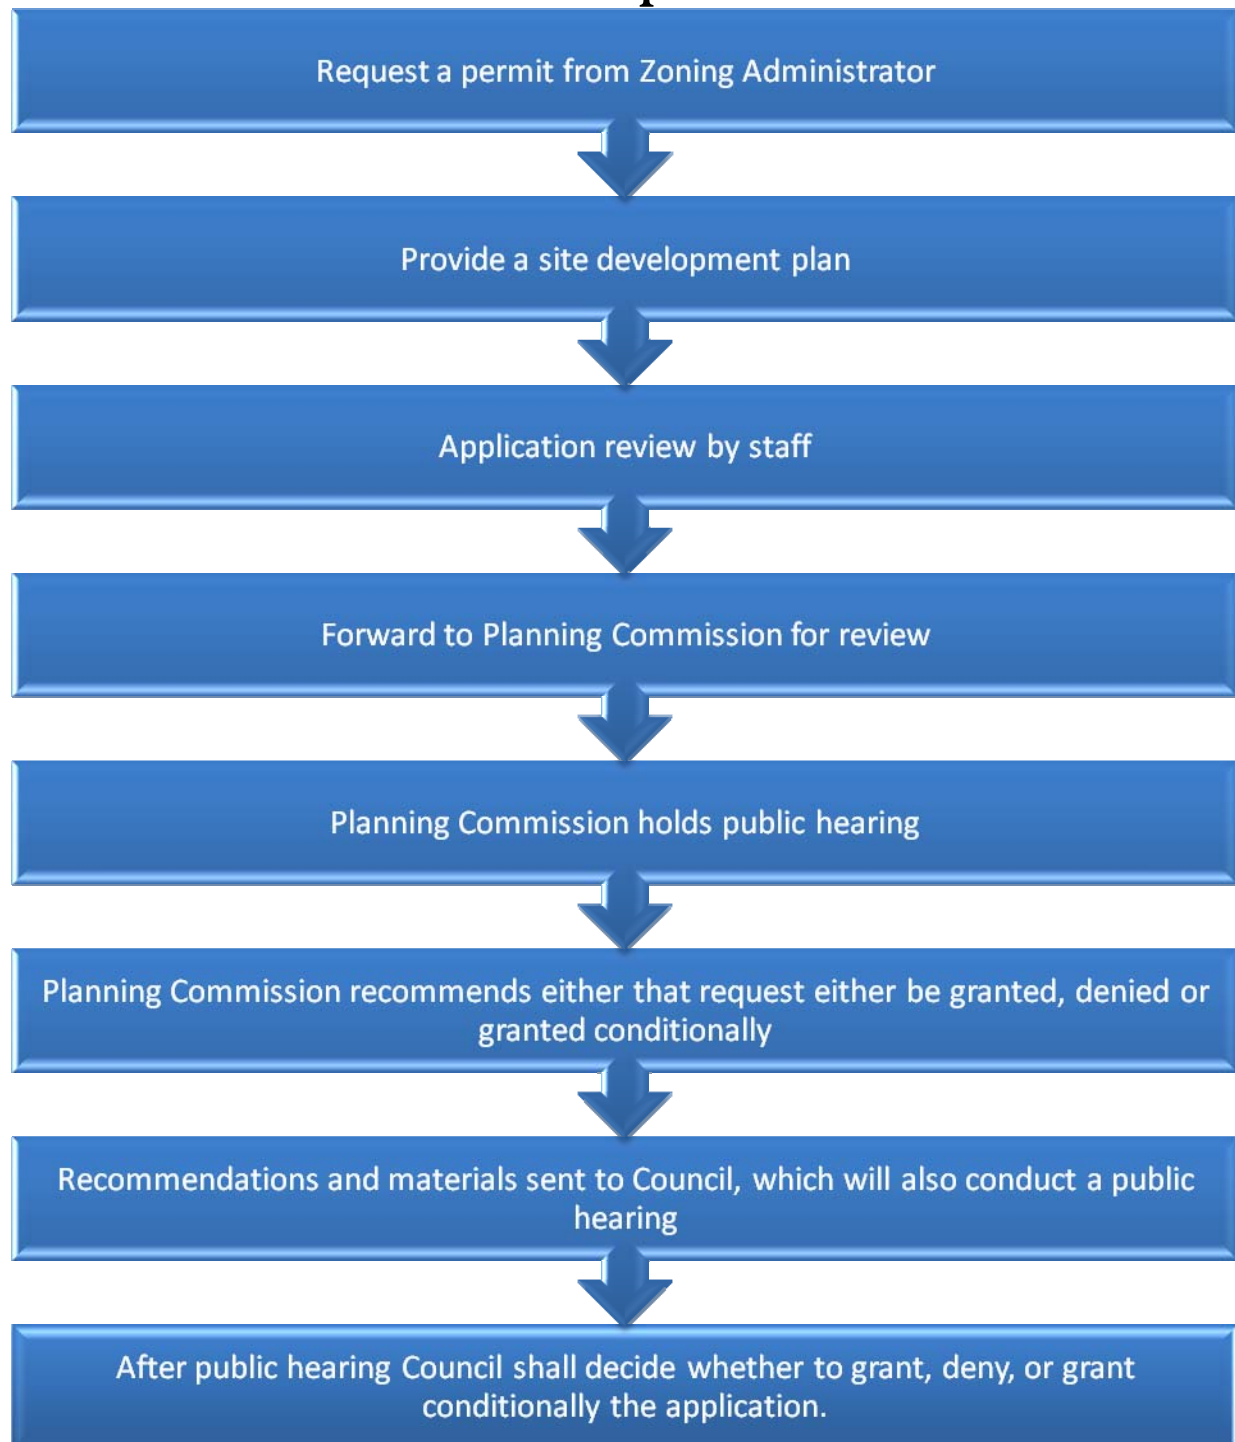 Request a permit from Zoning Administrator
Provide a site development plan
Application review by staff
Forward to Planning Commission for review
Planning Commission holds public hearing
Planning Commission recommends either that request either be granted, denied or
granted conditionally
Recommendations and materials sent to Council, which will also conduct a public
hearing
After public hearing Council shall decide whether to grant, deny, or grant
conditionally the application.